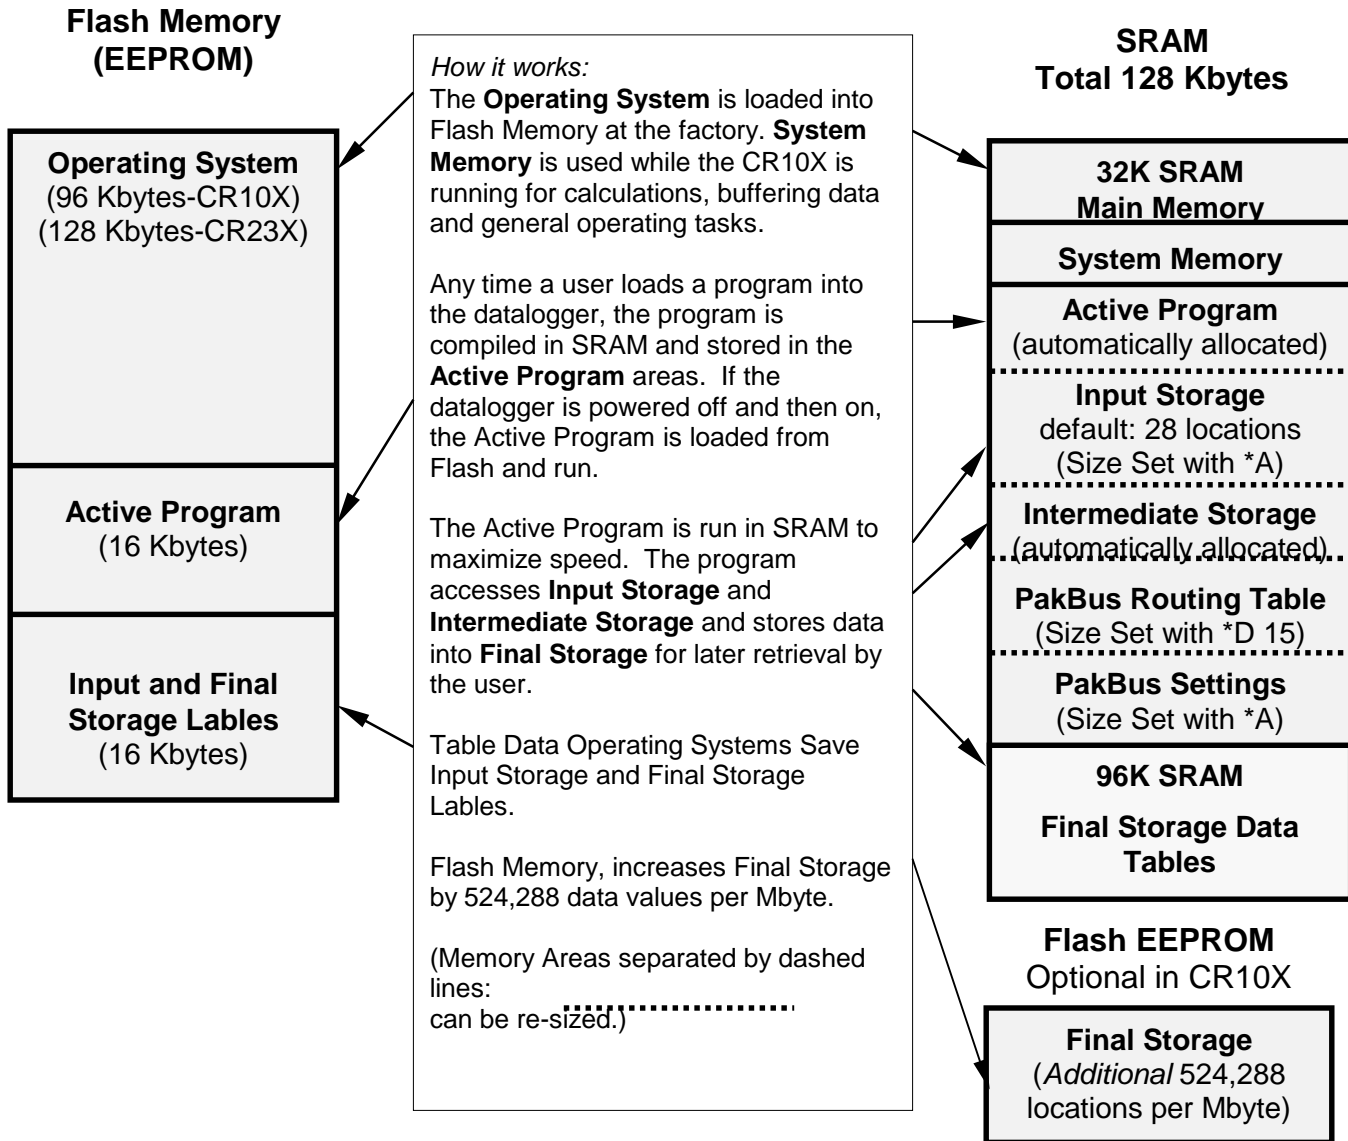 Flash Memory
(EEPROM)
Operating System
(96 Kbytes-CR10X)
(128 Kbytes-CR23X)
Active Program
(16 Kbytes)
Input and Final
Storage Lables
(16 Kbytes)
How it works:
The Operating System is loaded into
Flash Memory at the factory. System
Memory is used while the CR10X is
running for calculations, buffering data
and general operating tasks.
Any time a user loads a program into
the datalogger, the program is
compiled in SRAM and stored in the
Active Program areas. If the
datalogger is powered off and then on,
the Active Program is loaded from
Flash and run.
The Active Program is run in SRAM to
maximize speed. The program
accesses Input Storage and
Intermediate Storage and stores data
into Final Storage for later retrieval by
the user.
Table Data Operating Systems Save
Input Storage and Final Storage
Lables.
Flash Memory, increases Final Storage
by 524,288 data values per Mbyte.
(Memory Areas separated by dashed
lines:
can be re-sized.)
SRAM
Total 128 Kbytes
32K SRAM
Main Memory
System Memory
Active Program
(automatically allocated)
Input Storage
default: 28 locations
(Size Set with *A)
Intermediate Storage
(automatically allocated)
PakBus Routing Table
(Size Set with *D 15)
PakBus Settings
(Size Set with *A)
96K SRAM
Final Storage Data
Tables
Flash EEPROM
Optional in CR10X
Final Storage
(Additional 524,288
locations per Mbyte)